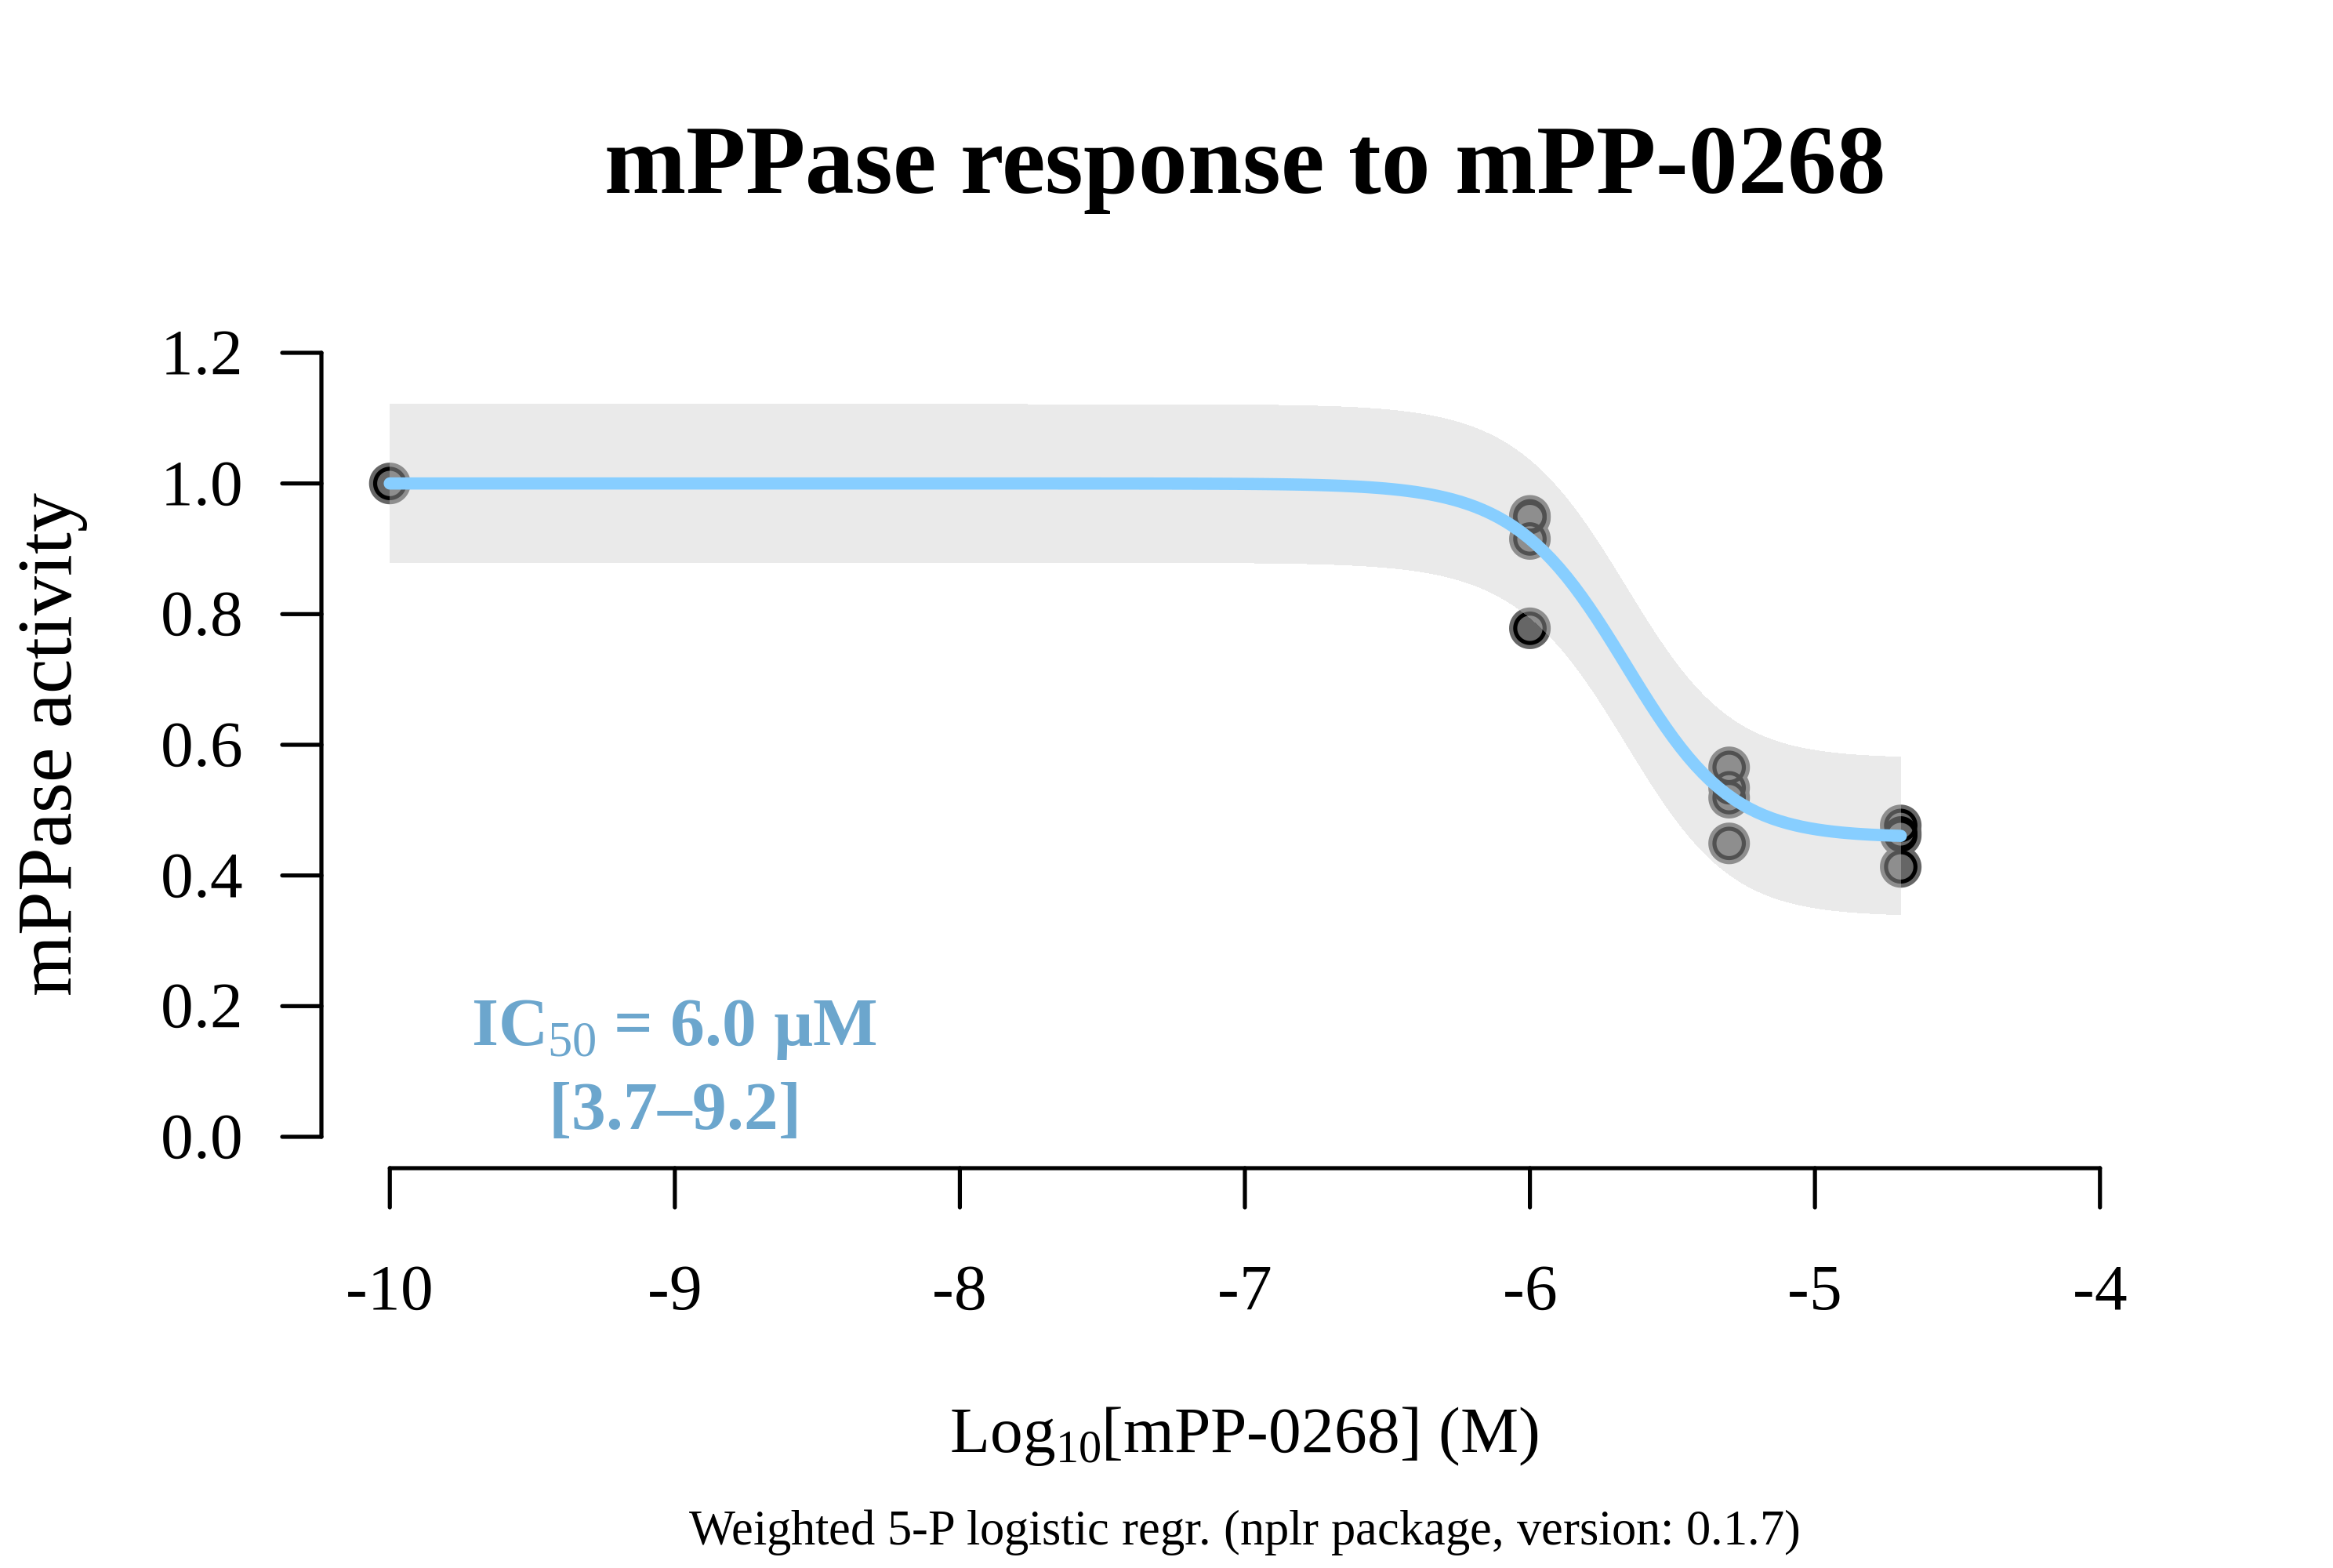 mPPase response to mPP-0268
mPPase activity
1.2
1.0
0.8
0.6
0.4
0.2
0.0
IC50 = 6.0 µM
[3.7–9.2]
-10 -9 -8 -7 -6 -5 -4
Log10[mPP-0268] (M)
Weighted 5-P logistic regr. (nplr package, version: 0.1.7)